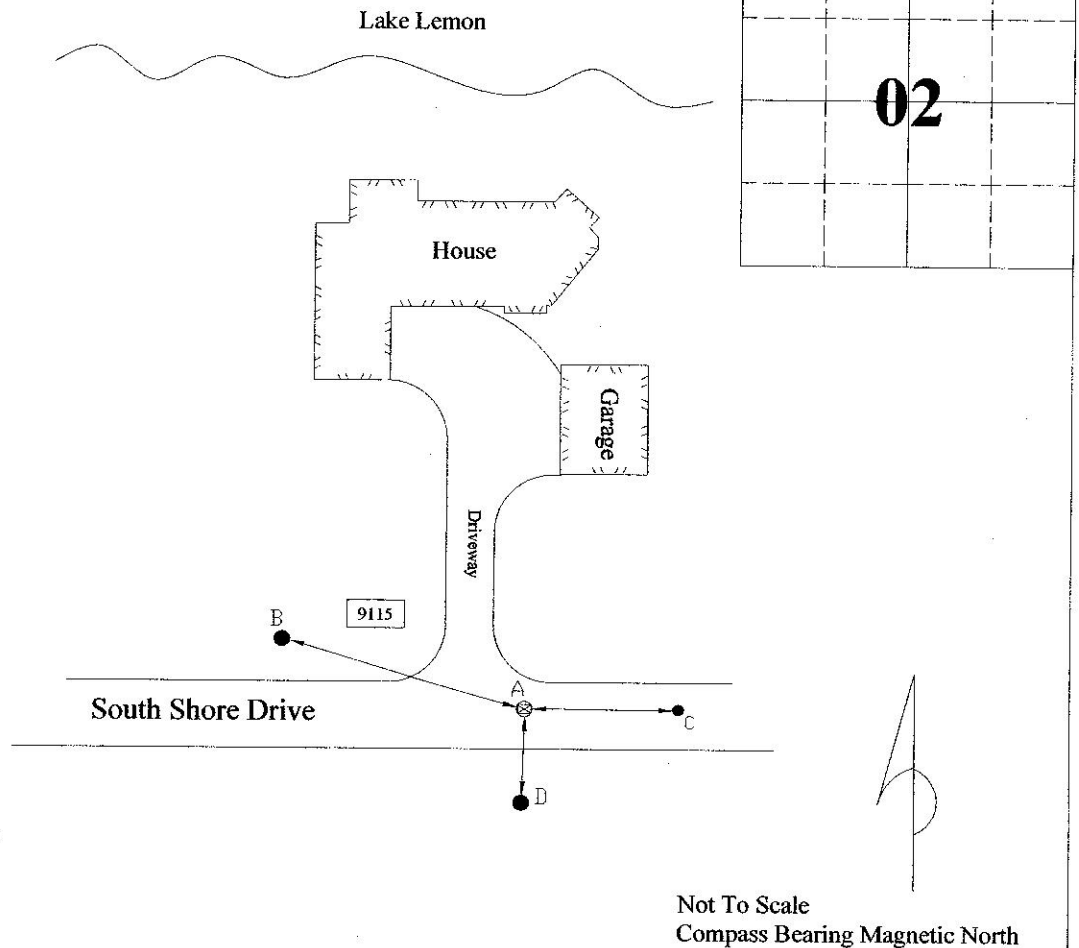 Lake Lemon
02
House
Garage
Driveway
B
9115
A
South Shore Drive
C
D
Not To Scale
Compass Bearing Magnetic North